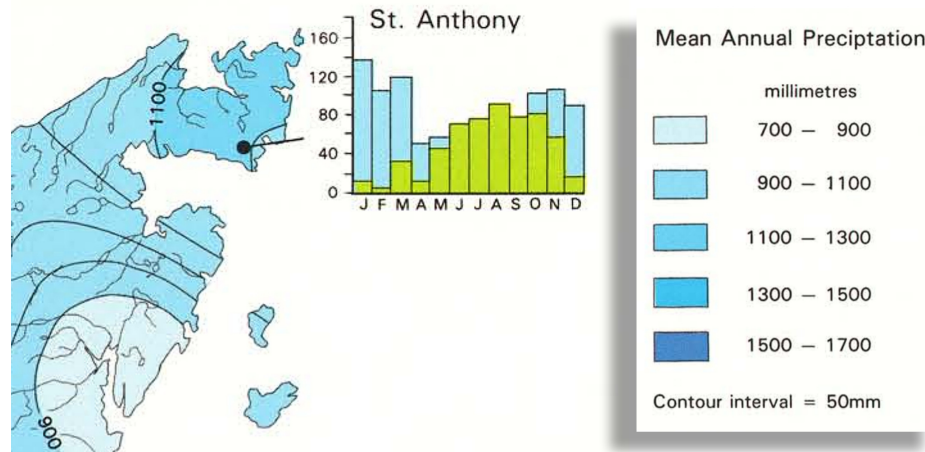 St. Anthony
160
120
80
40
0
J F M A M J J A S O N D
1100
900
Mean Annual Preciptation
millimetres
700 – 900
900 – 1100
1100 – 1300
1300 – 1500
1500 – 1700
Contour interval = 50mm